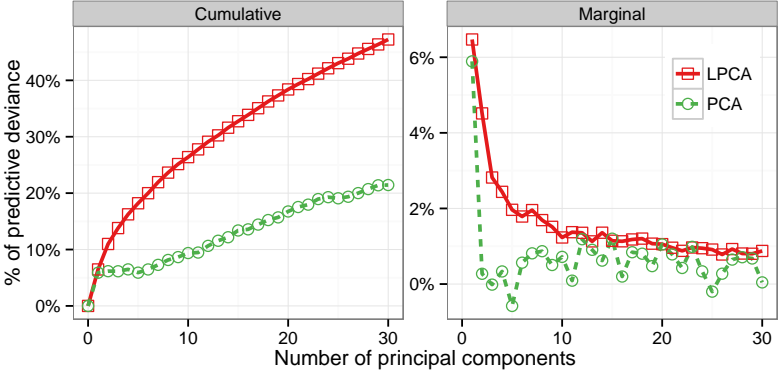 Cumulative
Marginal
% of predictive deviance
40%
30%
20%
10%
0%
0
10
20
30
6%
4%
2%
0%
0
10
20
30
LPCA
PCA
Number of principal components